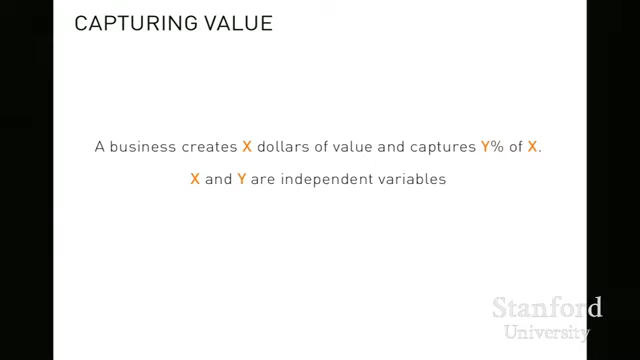 CAPTURING VALUE
A business creates X dollars of value and captures Y% of X.
X and Y are independent variables
Stanford
University